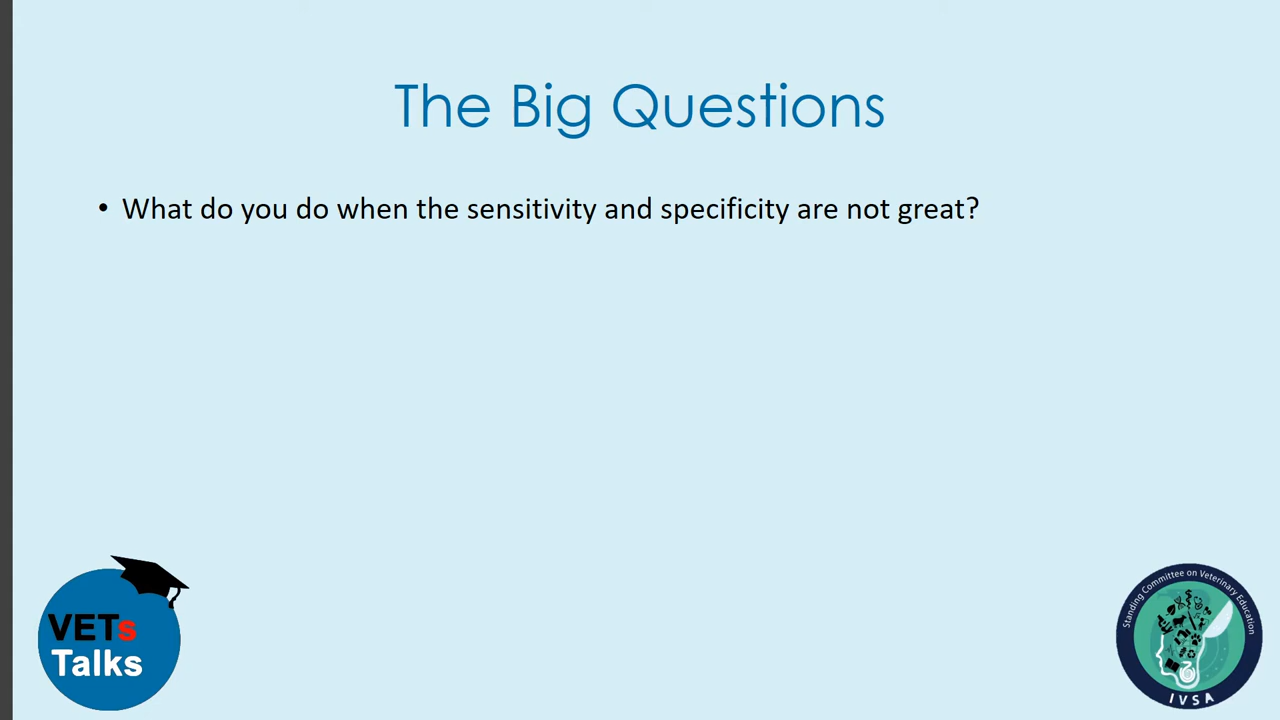 The Big Questions
• What do you do when the sensitivity and specificity are not great?
VETs
Talks
Standing Committee on Veterinary Education
IVSA